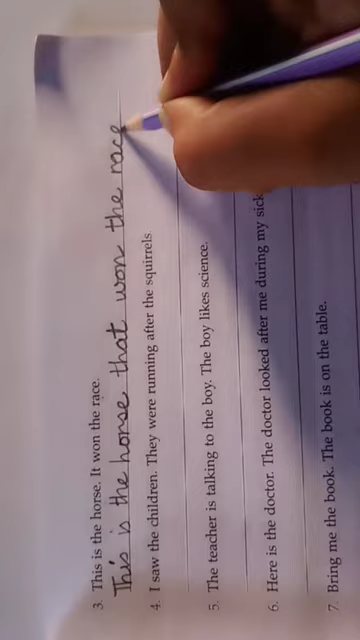 3. This is the horse. It won the race.
This is the horse that won the race
4. I saw the children. They were running after the squirrels
5. The teacher is talking to the boy. The boy likes science.
6. Here is the doctor. The doctor looked after me during my
7. Bring me the book. The book is on the table.